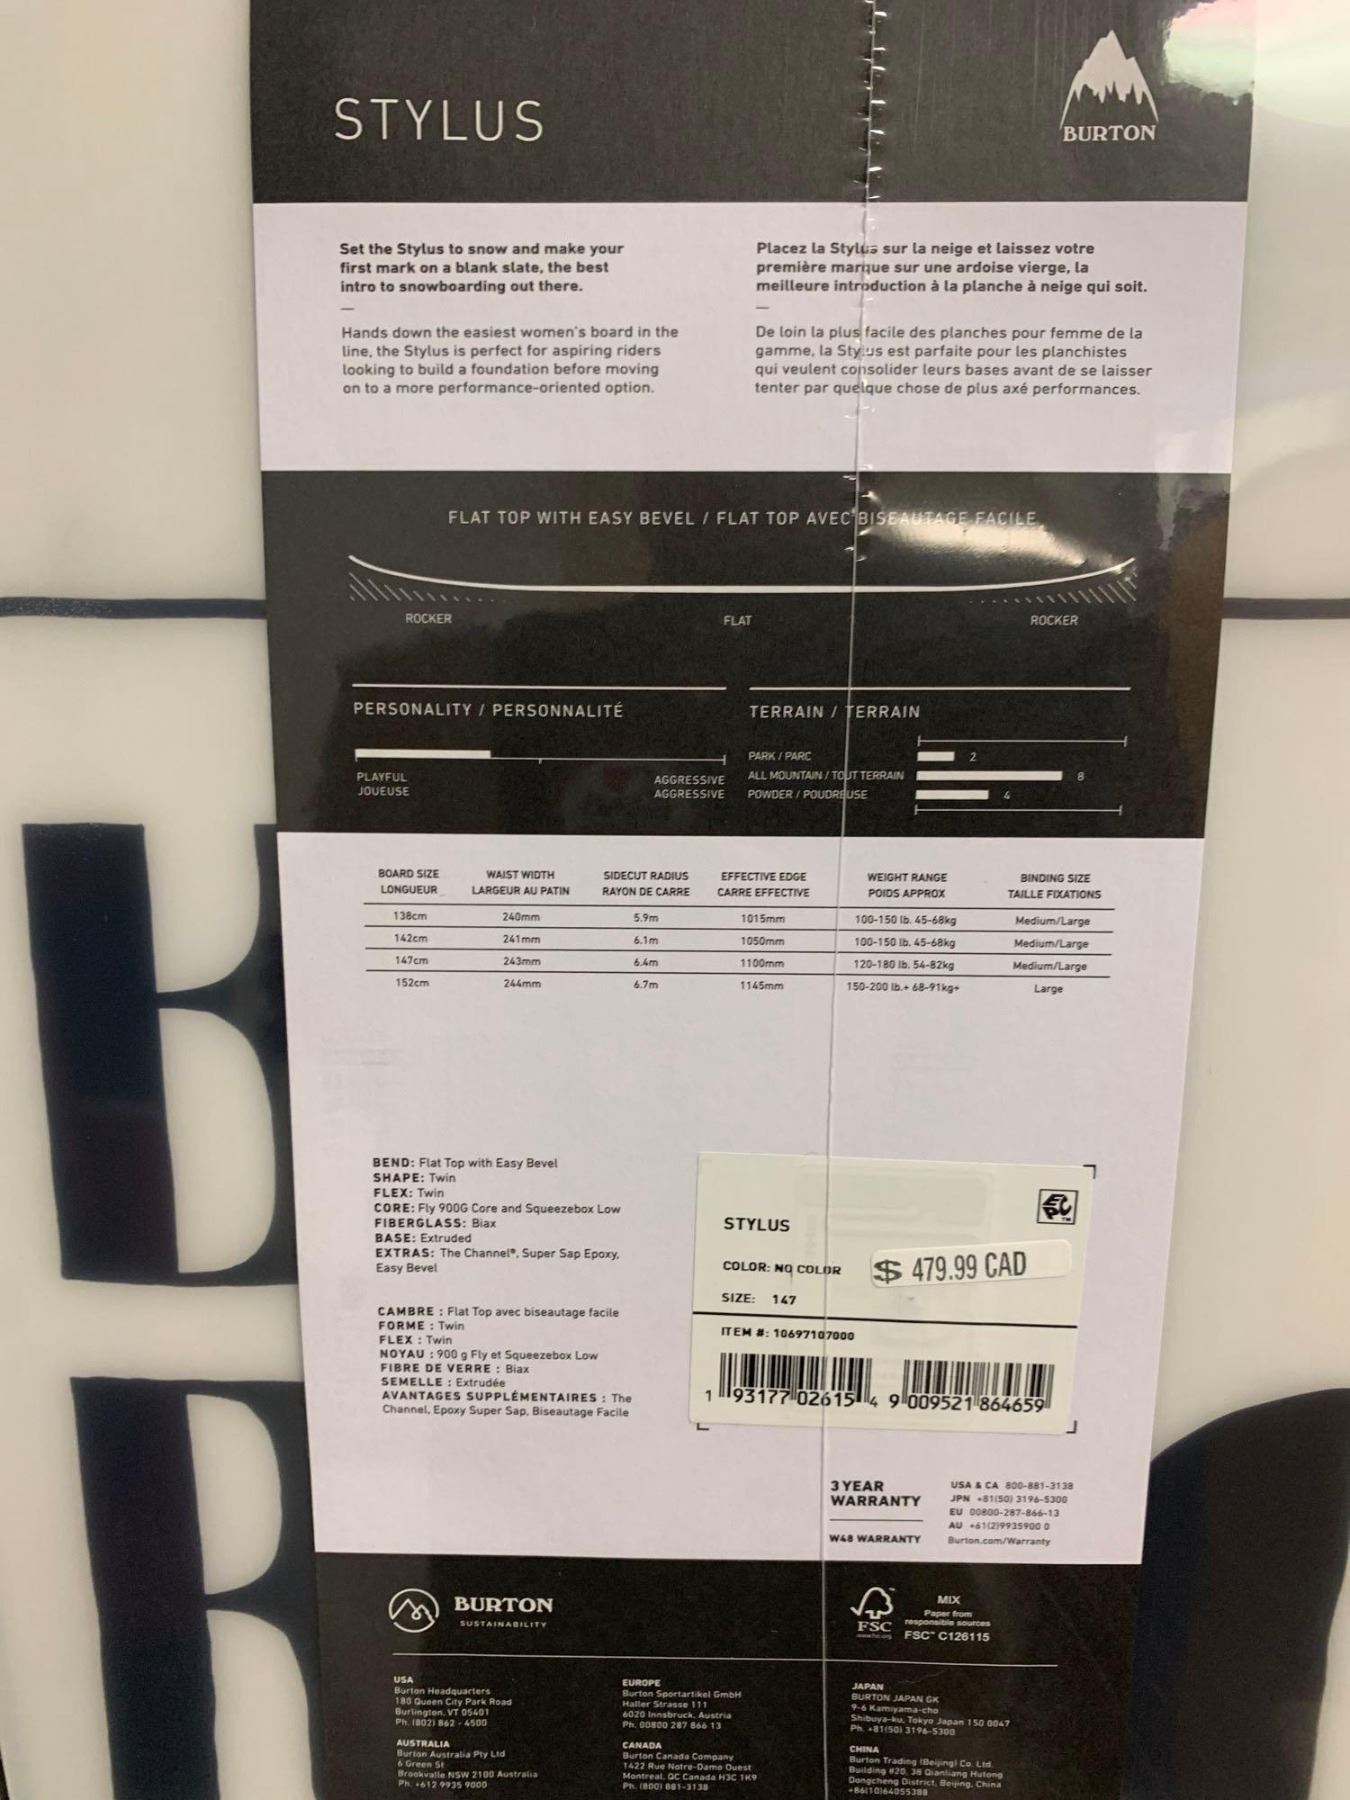 STYLUS
BURTON
Set the Stylus to snow and make your
first mark on a blank slate, the best
intro to snowboarding out there.
—
Hands down the easiest women's board in the
line, the Stylus is perfect for aspiring riders
looking to build a foundation before moving
on to a more performance-oriented option.
Placez la Stylus sur la neige et laissez votre
première marque sur une ardoise vierge, la
meilleure introduction à la planche à neige qui soit.
—
De loin la plus facile des planches pour femme de la
gamme, la Stylus est parfaite pour les planchistes
qui veulent consolider leurs bases avant de se laisser
tenter par quelque chose de plus axé performances.
FLAT TOP WITH EASY BEVEL / FLAT TOP AVEC BISEAUTAGE FACILE
ROCKER FLAT ROCKER
PERSONALITY / PERSONNALITÉ
PLAYFUL AGGRESSIVE
JOUEUSE AGGRESSIVE
TERRAIN / TERRAIN
PARK / PARC 2
ALL MOUNTAIN / TOUT TERRAIN 8
POWDER / POUDREUSE 4
BOARD SIZE WAIST WIDTH SIDECUT RADIUS EFFECTIVE EDGE WEIGHT RANGE BINDING SIZE
LONGUEUR LARGEUR AU PATIN RAYON DE CARRE CARRE EFFECTIVE POIDS APPROX TAILLE FIXATIONS
138cm 240mm 5.9m 1015mm 100-150 lb. 45-68kg Medium/Large
142cm 241mm 6.1m 1050mm 100-150 lb. 45-68kg Medium/Large
147cm 243mm 6.4m 1100mm 120-180 lb. 54-82kg Medium/Large
152cm 244mm 6.7m 1145mm 150-200 lb.+ 68-91kg+ Large
BEND: Flat Top with Easy Bevel
SHAPE: Twin
FLEX: Twin
CORE: Fly 900G Core and Squeezebox Low
FIBERGLASS: Biax
BASE: Extruded
EXTRAS: The Channel®, Super Sap Epoxy,
Easy Bevel
CAMBRE : Flat Top avec biseautage facile
FORME : Twin
FLEX : Twin
NOYAU : 900 g Fly et Squeezebox Low
FIBRE DE VERRE : Biax
SEMELLE : Extrudée
AVANTAGES SUPPLÉMENTAIRES : The
Channel, Epoxy Super Sap, Biseautage Facile
STYLUS
COLOR: NO COLOR
$ 479.99 CAD
SIZE: 147
ITEM #: 10697107000
1 93177 02615 4 9 009521 864659
3 YEAR
WARRANTY
W48 WARRANTY
USA & CA 800-881-3138
JPN +81(50) 3196-5300
EU 00800-287-866-13
AU +61(2)9935900 0
Burton.com/Warranty
BURTON
SUSTAINABILITY
FSC
MIX
Paper from
responsible sources
FSC™ C126115
USA
Burton Headquarters
180 Queen City Park Road
Burlington, VT 05401
Ph. (802) 862 - 4500
EUROPE
Burton Sportartikel GmbH
Haller Strasse 111
6020 Innsbruck, Austria
Ph. 00800 287 866 13
JAPAN
BURTON JAPAN GK
9-6 Kamiyama-cho
Shibuya-ku, Tokyo Japan 150 0047
Ph. +81(50) 3196-5300
AUSTRALIA
Burton Australia Pty Ltd
6 Green St
Brookvalle NSW 2100 Australia
Ph. +612 9935 9000
CANADA
Burton Canada Company
1422 Rue Notre-Dame Ouest
Montreal, QC Canada H3C 1K9
Ph. (800) 881-3138
CHINA
Burton Trading (Beijing) Co. Ltd.
Building #20, 38 Qianliang Hutong
Dongcheng District, Beijing, China
+86(10)64055388